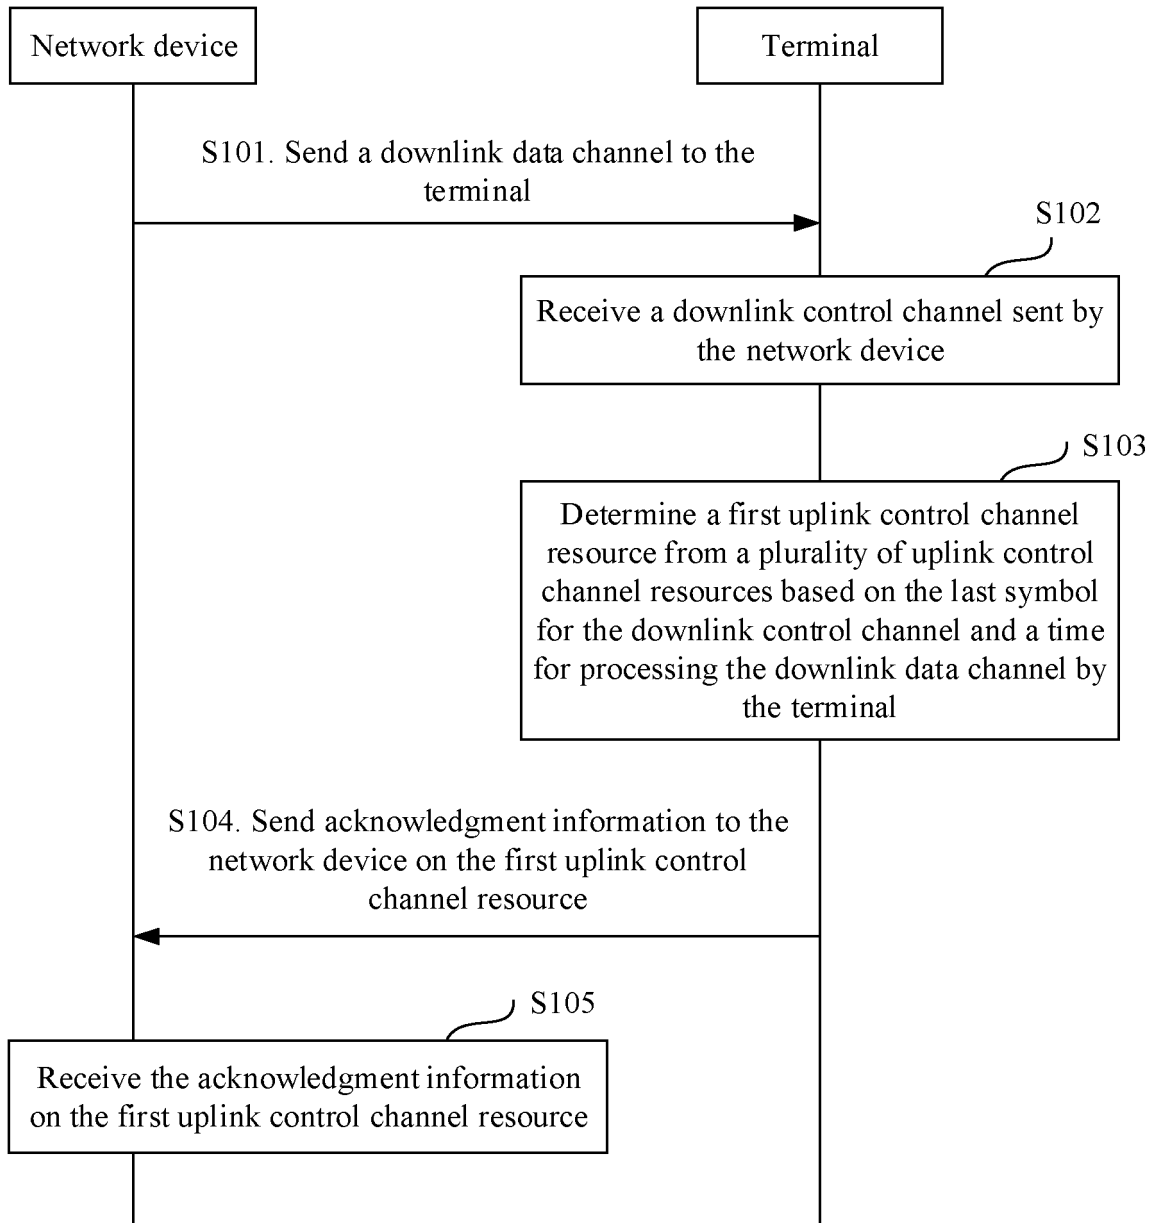 Network device
Terminal
S101. Send a downlink data channel to the
terminal
S102
Receive a downlink control channel sent by
the network device
S103
Determine a first uplink control channel
resource from a plurality of uplink control
channel resources based on the last symbol
for the downlink control channel and a time
for processing the downlink data channel by
the terminal
S104. Send acknowledgment information to the
network device on the first uplink control
channel resource
S105
Receive the acknowledgment information
on the first uplink control channel resource